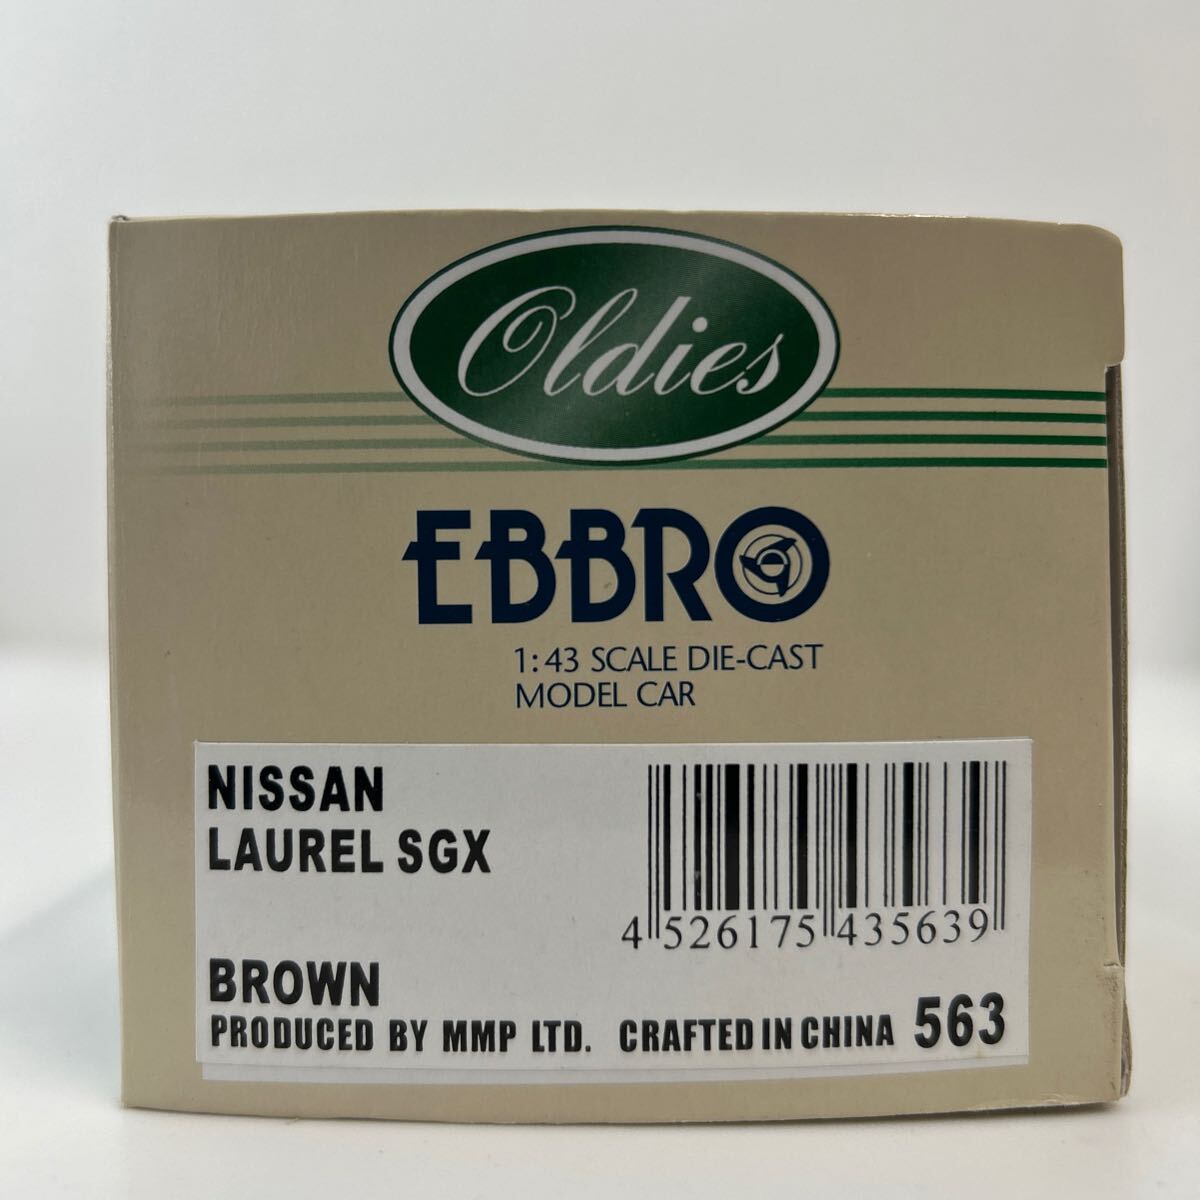 Oldies
EBBRO
1:43 SCALE DIE-CAST
MODEL CAR
NISSAN
LAUREL SGX
4 526175 435639
BROWN
PRODUCED BY MMP LTD. CRAFTED IN CHINA 563